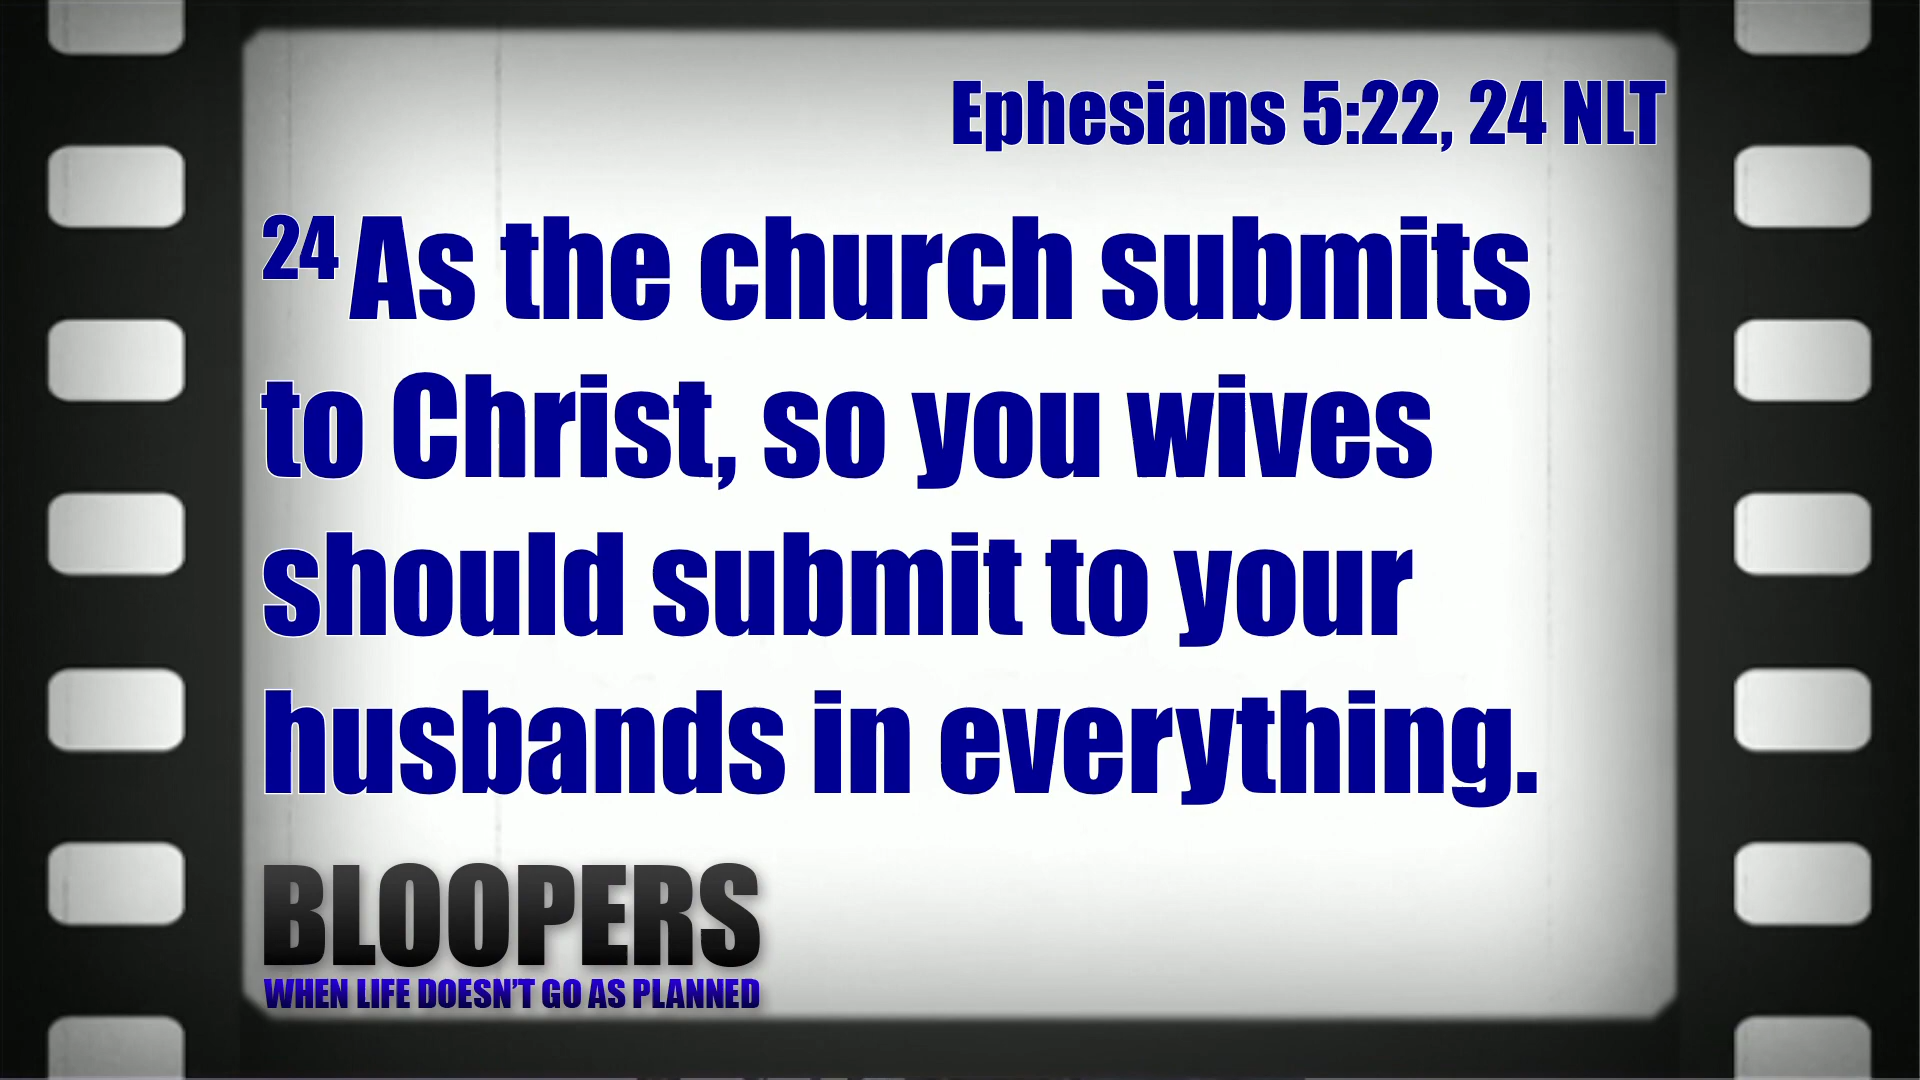 Ephesians 5:22, 24 NLT
24 As the church submits
to Christ, so you wives
should submit to your
husbands in everything.
BLOOPERS
WHEN LIFE DOESN'T GO AS PLANNED